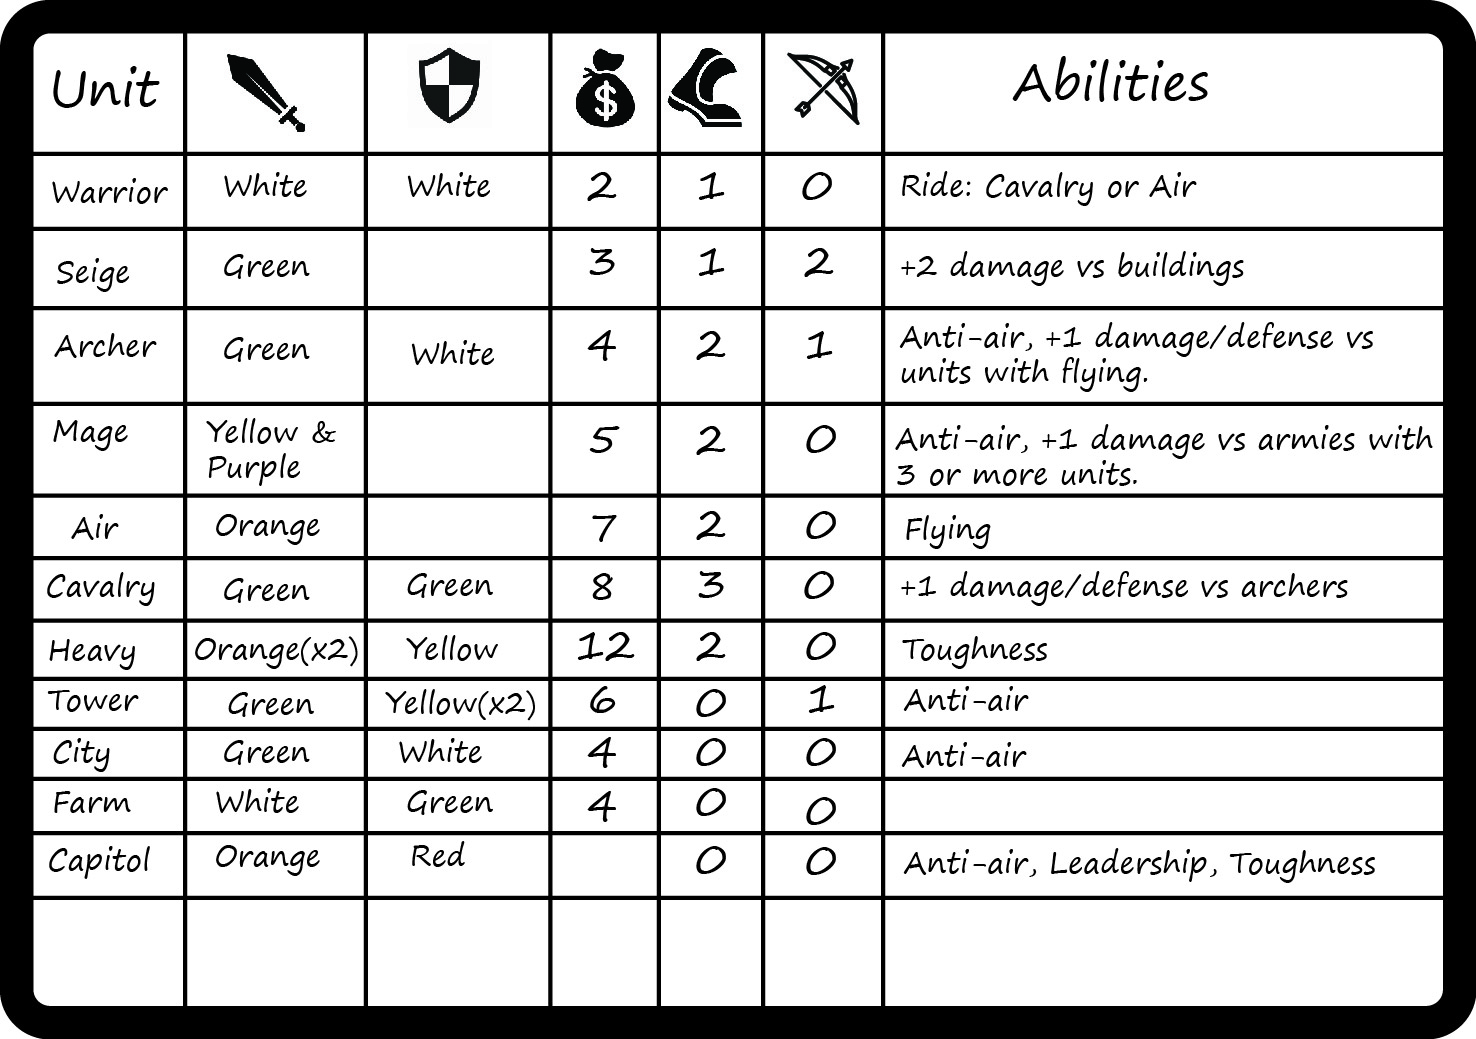 Unit $ Abilities
Warrior White White 2 1 0 Ride: Cavalry or Air
Seige Green 3 1 2 +2 damage vs buildings
Archer Green White 4 2 1 Anti-air, +1 damage/defense vs
units with flying.
Mage Yellow & 5 2 0 Anti-air, +1 damage vs armies with
Purple 3 or more units.
Air Orange 7 2 0 Flying
Cavalry Green Green 8 3 0 +1 damage/defense vs archers
Heavy Orange(x2) Yellow 12 2 0 Toughness
Tower Green Yellow(x2) 6 0 1 Anti-air
City Green White 4 0 0 Anti-air
Farm White Green 4 0 0
Capitol Orange Red 0 0 Anti-air, Leadership, Toughness